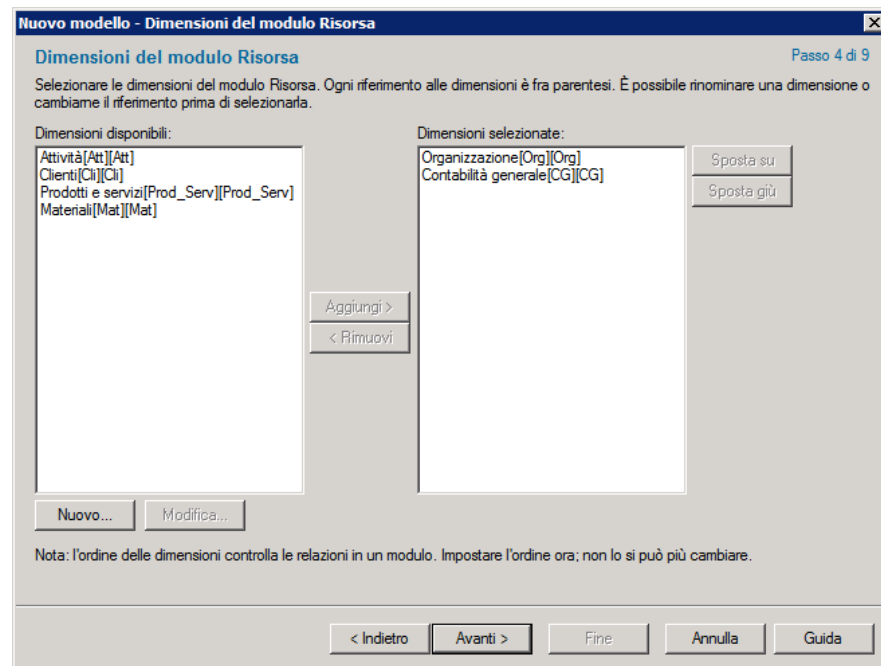 Nuovo modello - Dimensioni del modulo Risorsa
Dimensioni del modulo Risorsa
Passo 4 di 9
Selezionare le dimensioni del modulo Risorsa. Ogni riferimento alle dimensioni è fra parentesi. È possibile rinominare una dimensione o
cambiarne il riferimento prima di selezionarla.
Dimensioni disponibili:
Dimensioni selezionate:
Attività[Att][Att]
Clienti[Cli][Cli]
Prodotti e servizi[Prod_Serv][Prod_Serv]
Materiali[Mat][Mat]
Organizzazione[Org][Org]
Contabilità generale[CG][CG]
Sposta su
Sposta giù
Aggiungi >
< Rimuovi
Nuovo...
Modifica...
Nota: l'ordine delle dimensioni controlla le relazioni in un modulo. Impostare l'ordine ora; non lo si può più cambiare.
< Indietro
Avanti >
Fine
Annulla
Guida